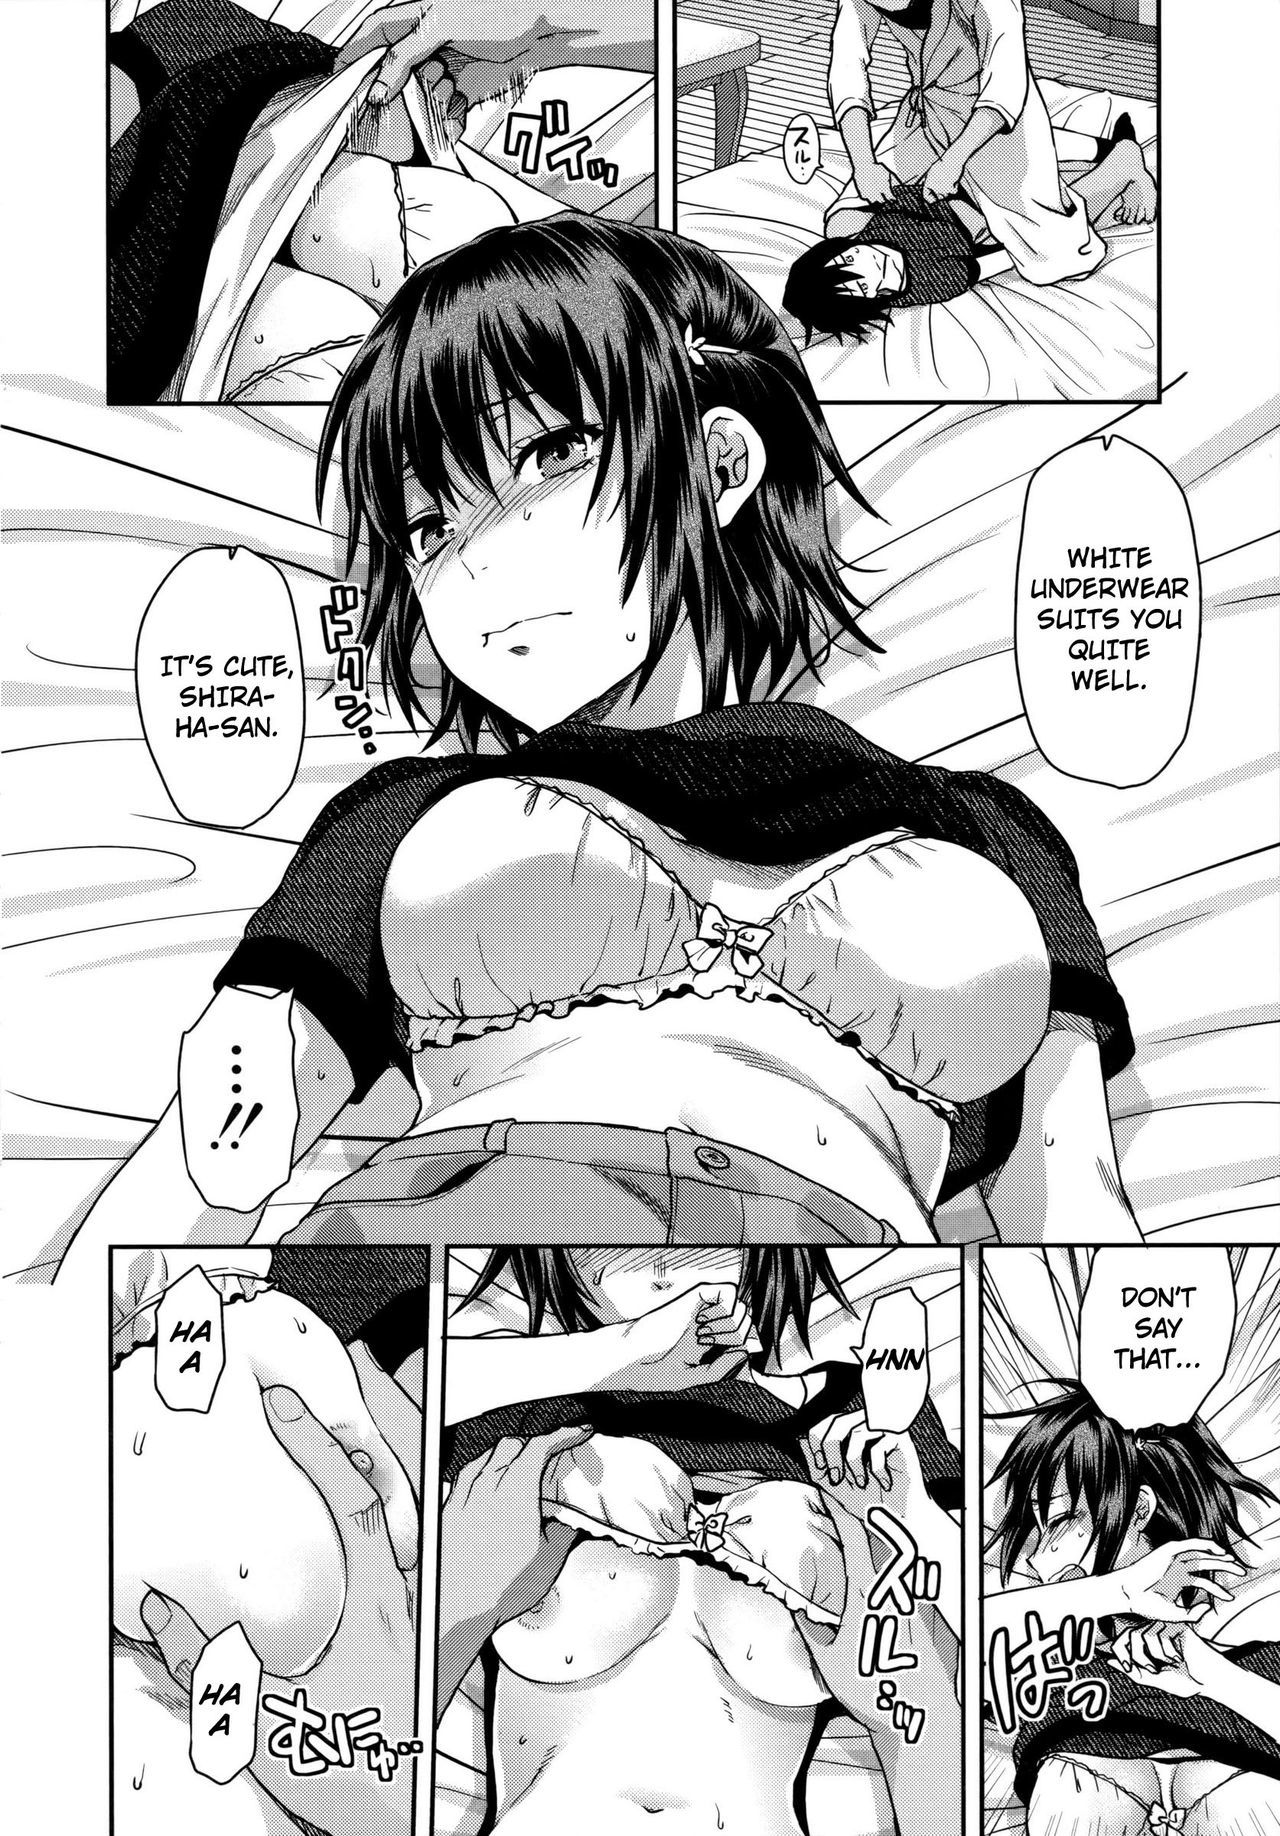 スル…
グイッ
WHITE
UNDERWEAR
SUITS YOU
QUITE
WELL.
IT'S CUTE,
SHIRA-
HA-SAN.
ドクン…
...!!
DON'T
SAY
THAT...
ばっ
HNN
ズルッ…
HA
A
HA
A
むにゅ…